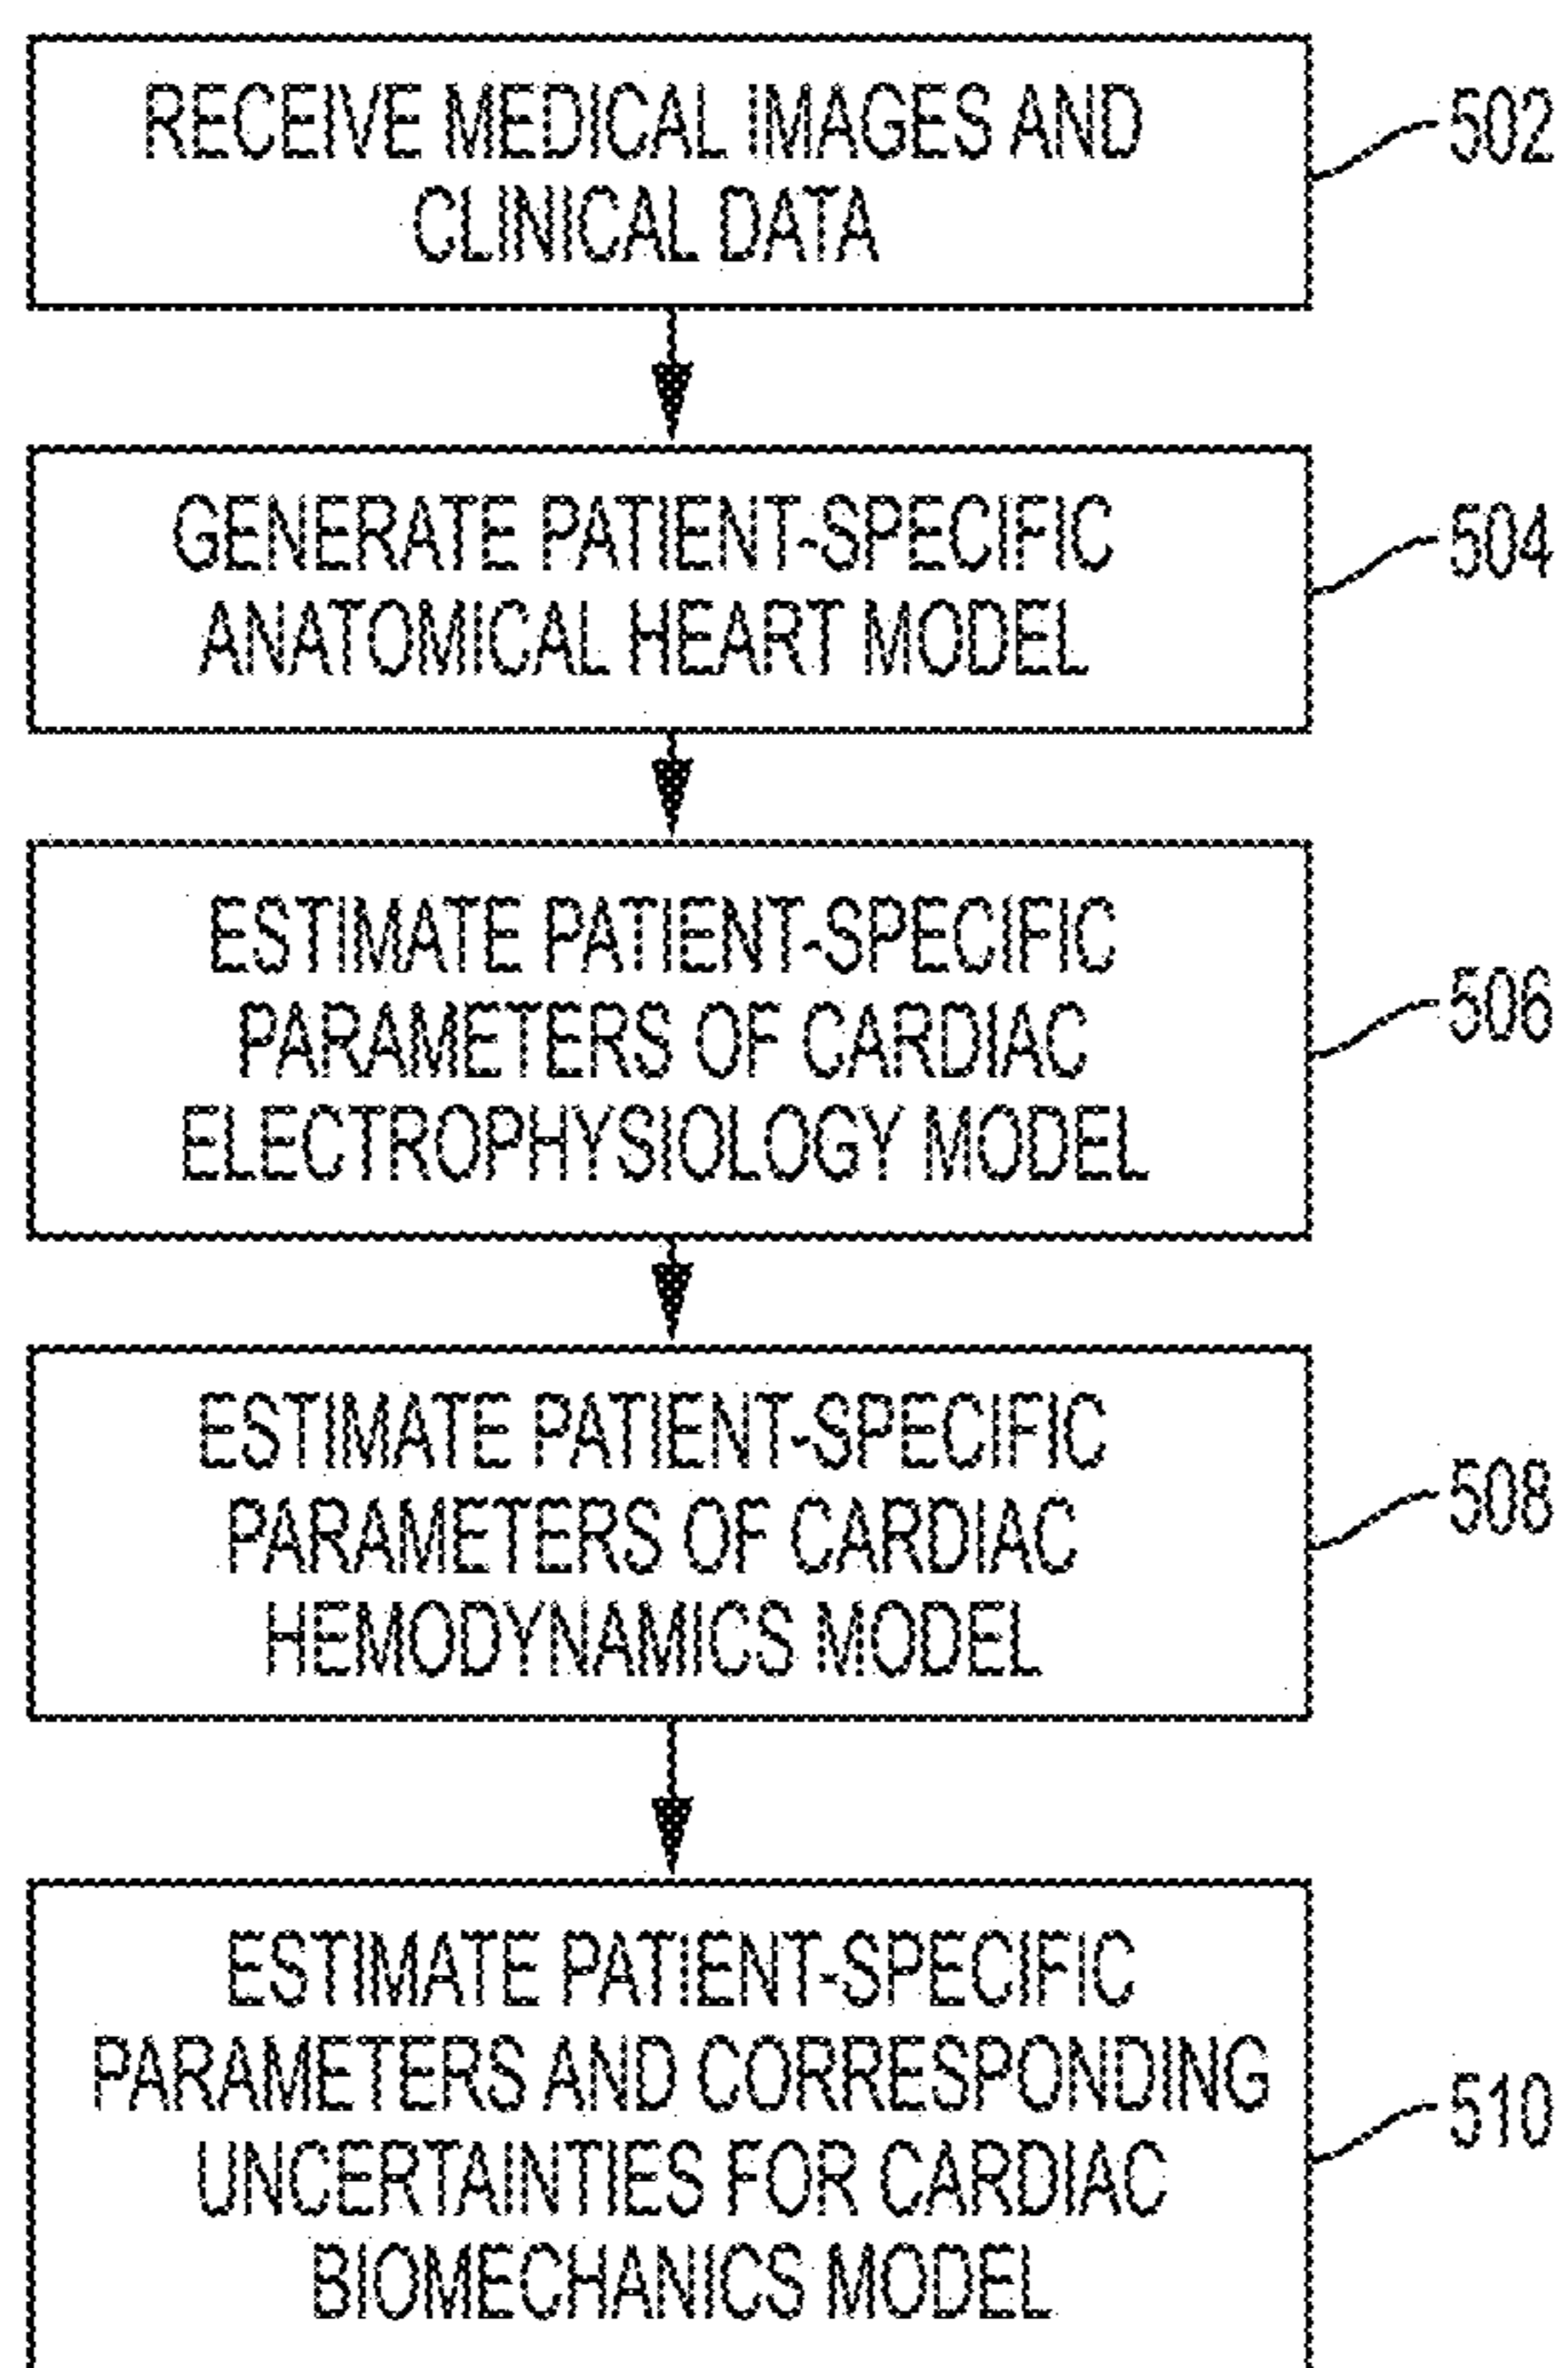 RECEIVE MEDICAL IMAGES AND
CLINICAL DATA
502
GENERATE PATIENT-SPECIFIC
ANATOMICAL HEART MODEL
504
ESTIMATE PATIENT-SPECIFIC
PARAMETERS OF CARDIAC
ELECTROPHYSIOLOGY MODEL
506
ESTIMATE PATIENT-SPECIFIC
PARAMETERS OF CARDIAC
HEMODYNAMICS MODEL
508
ESTIMATE PATIENT-SPECIFIC
PARAMETERS AND CORRESPONDING
UNCERTAINTIES FOR CARDIAC
BIOMECHANICS MODEL
510